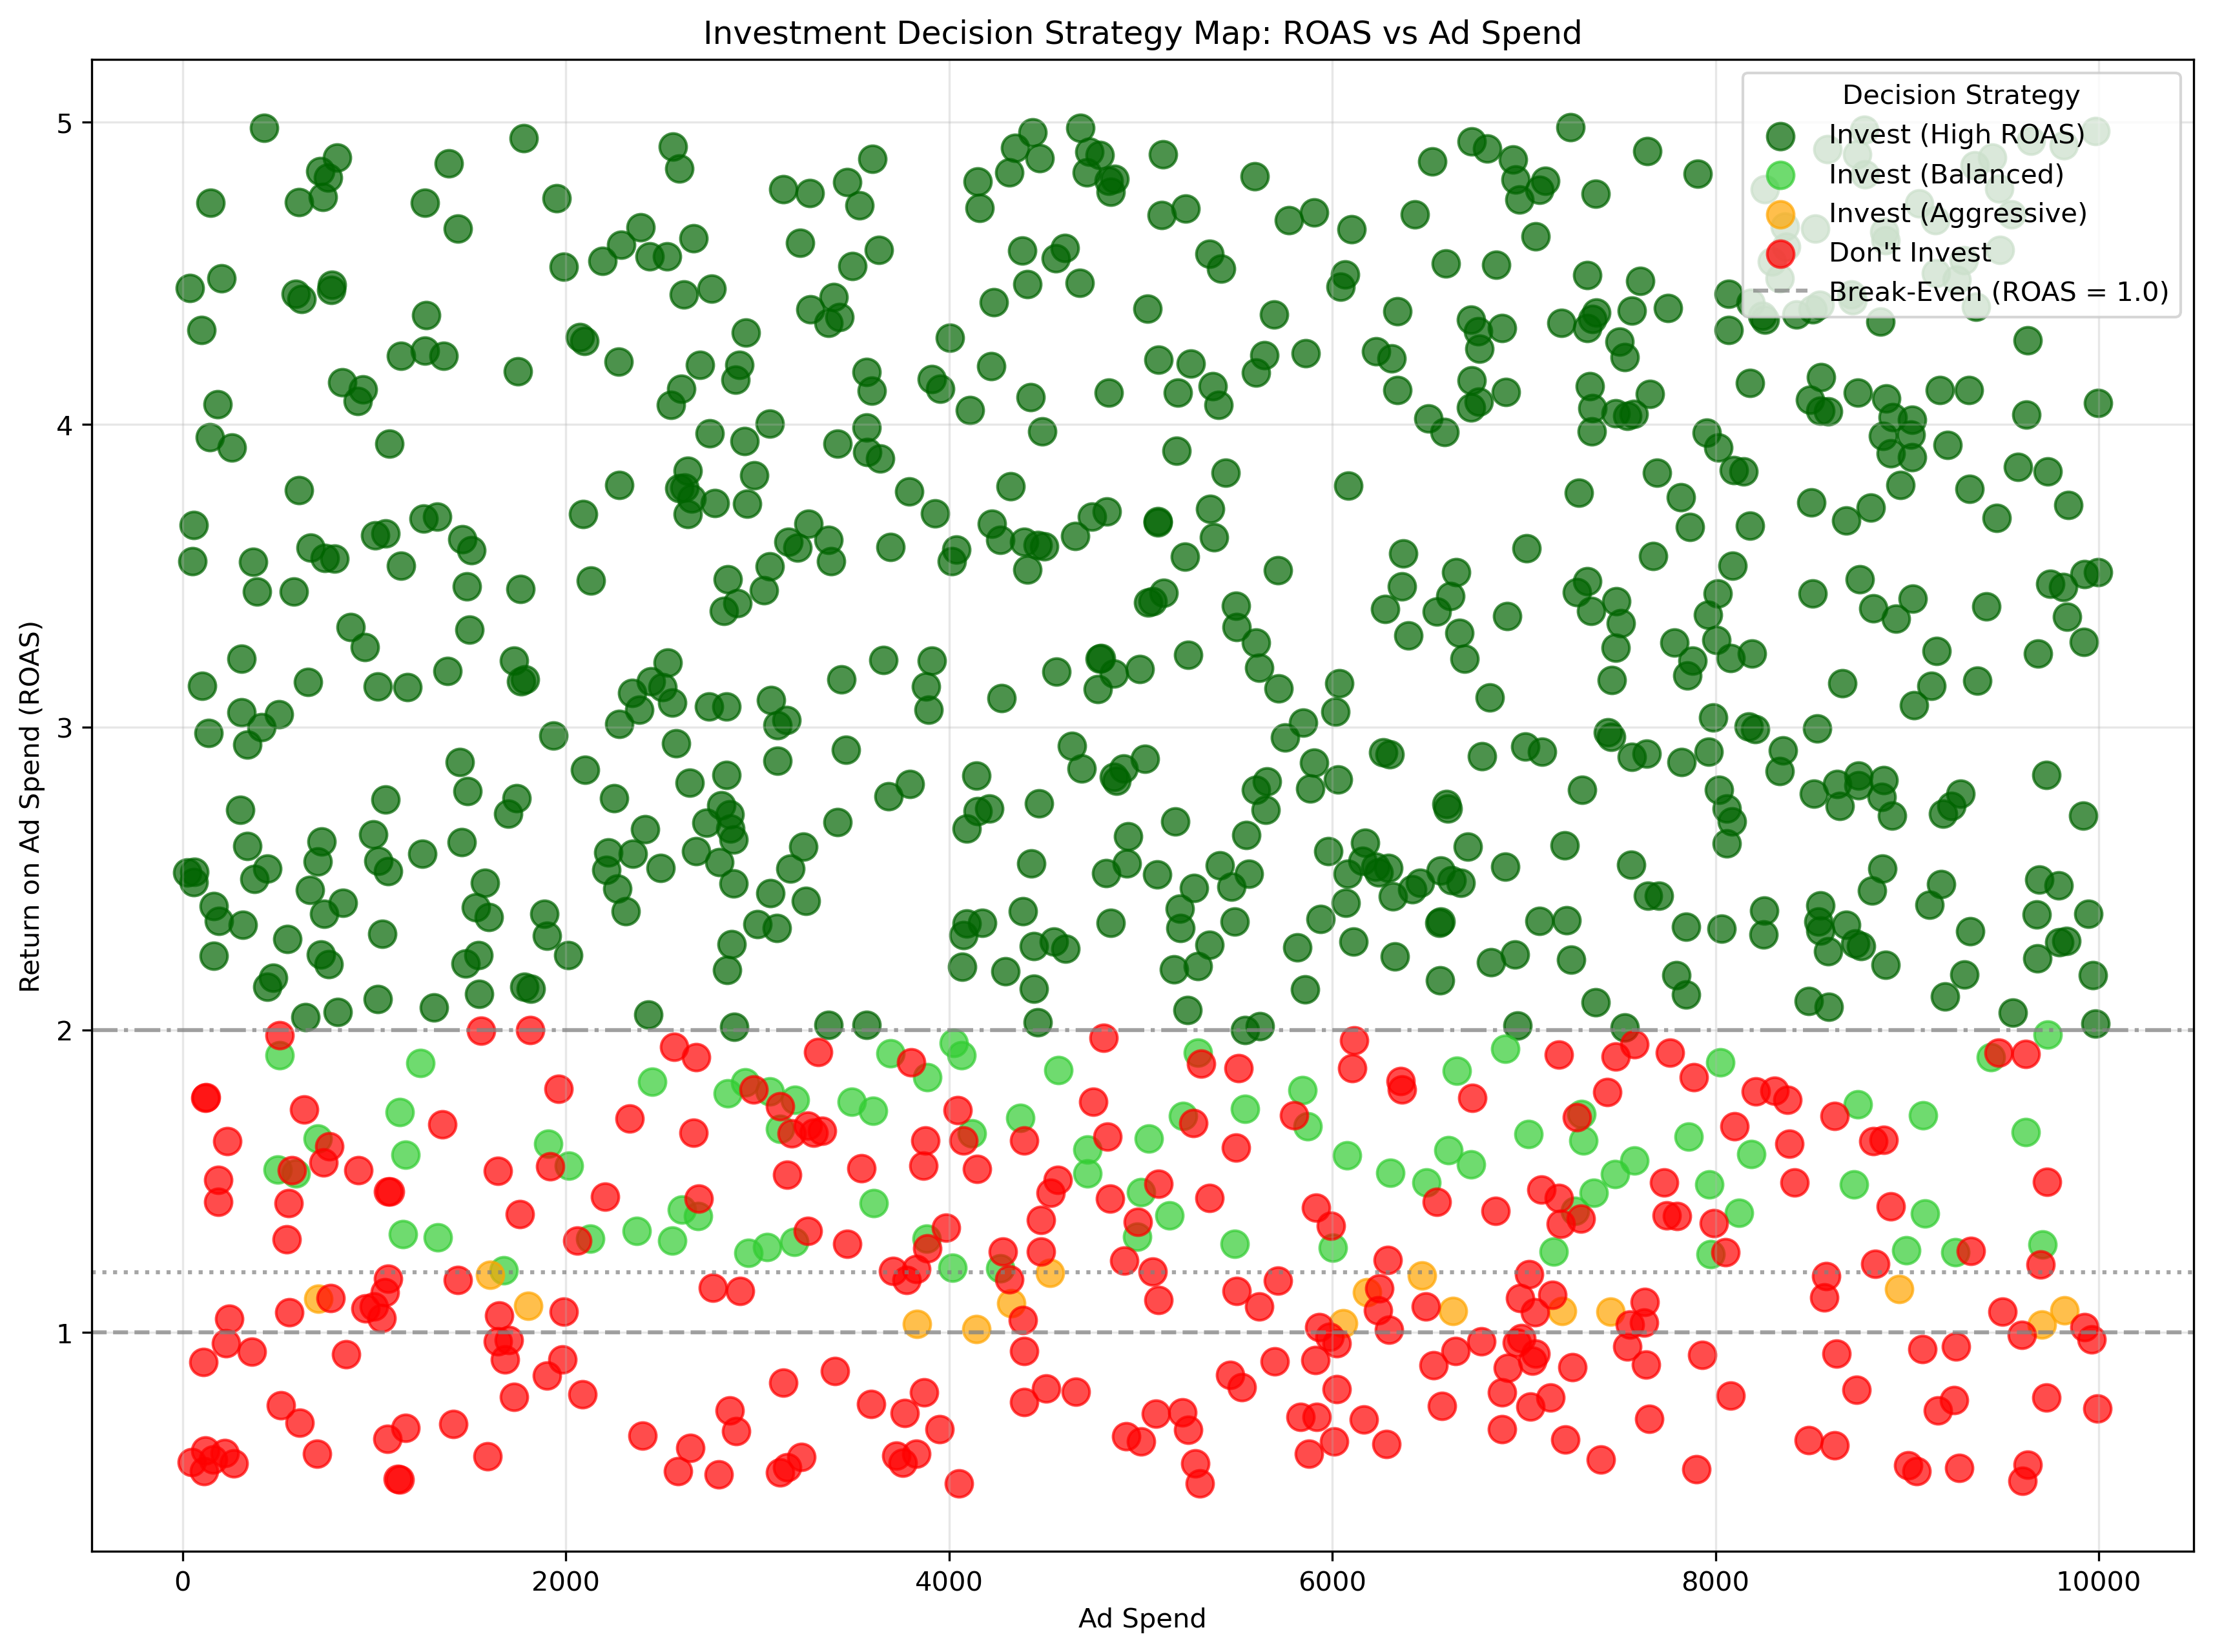 Investment Decision Strategy Map: ROAS vs Ad Spend
Decision Strategy
Invest (High ROAS)
Invest (Balanced)
Invest (Aggressive)
Don't Invest
Break-Even (ROAS = 1.0)
Return on Ad Spend (ROAS)
5
4
3
2
1
0
2000
4000
6000
8000
10000
Ad Spend